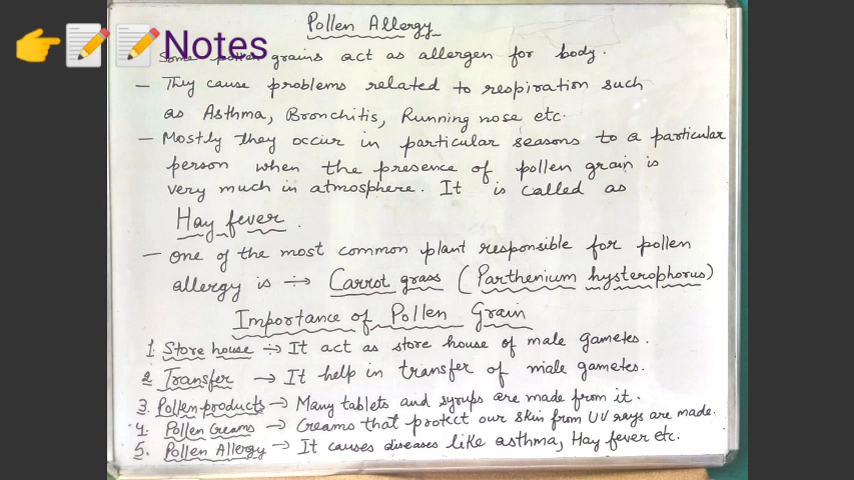 Pollen Allergy
Notes
Some pollen grains act as allergen for body.
– They cause problems related to respiration such
as Asthma, Bronchitis, Running nose etc.
– Mostly they occur in particular seasons to a particular
person when the presence of pollen grain is
very much in atmosphere. It is called as
Hay fever.
– One of the most common plant responsible for pollen
allergy is → Carrot grass (Parthenium hysterophorus)
Importance of Pollen Grain
1. Store house → It act as store house of male gametes.
2. Transfer → It help in transfer of male gametes.
3. Pollen products → Many tablets and syrups are made from it.
4. Pollen Creams → Creams that protect our skin from UV rays are made.
5. Pollen Allergy → It causes diseases like asthma, Hay fever etc.